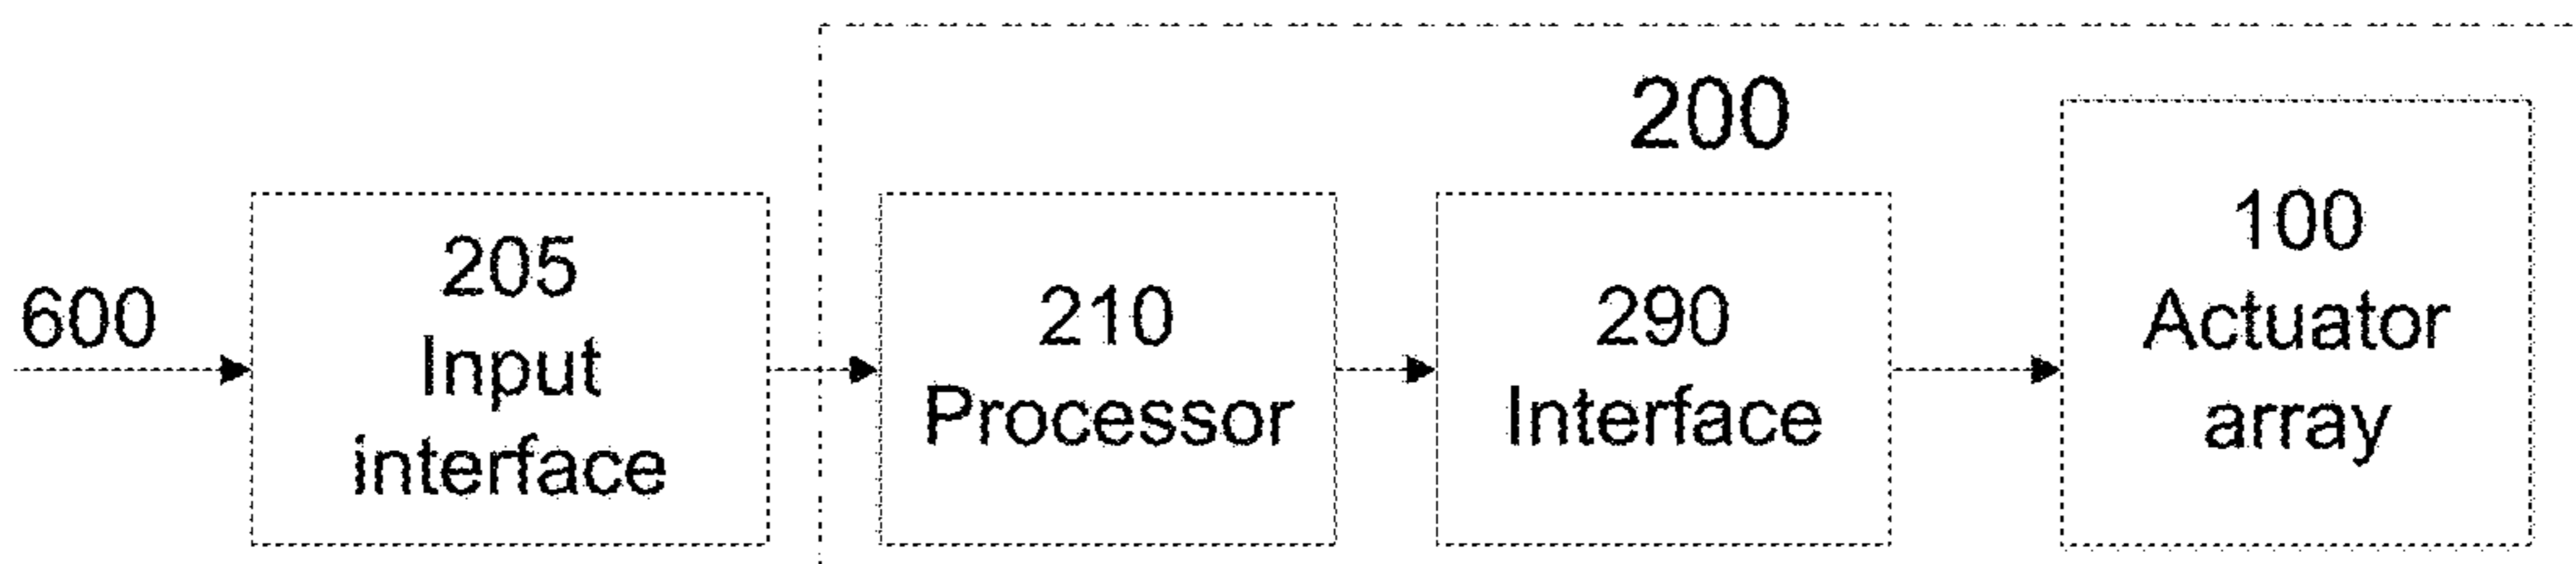 200
600
205
Input
interface
210
Processor
290
Interface
100
Actuator
array